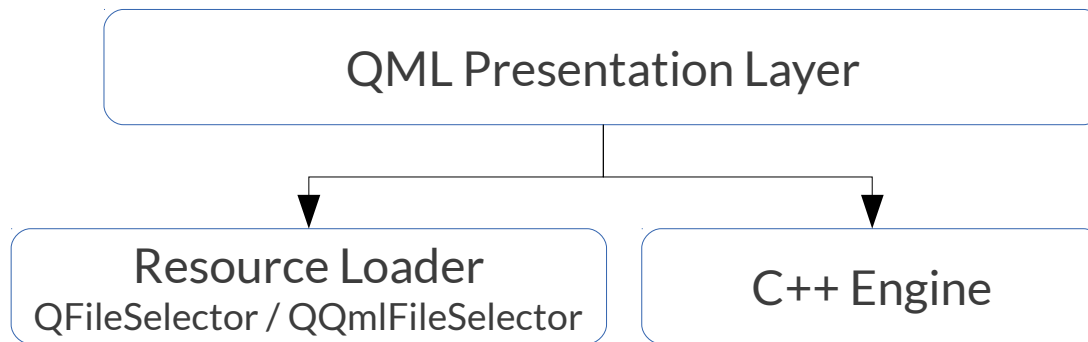 QML Presentation Layer
Resource Loader
QFileSelector / QQmlFileSelector
C++ Engine